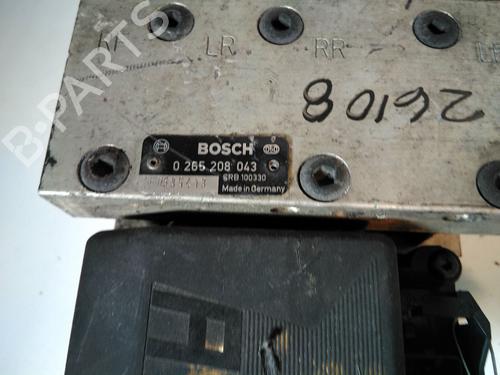 LR
RR
26108
BOSCH
0 265 208 043
SRB 100330
Made in Germany
B-PARTS